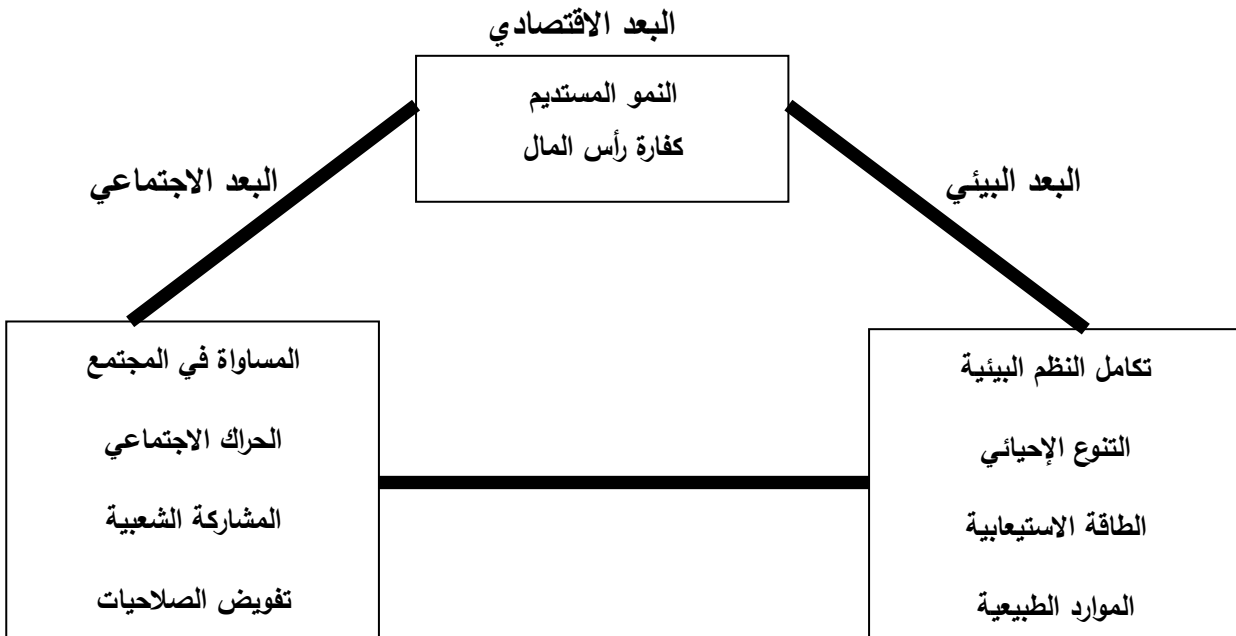 البعد الاقتصادي
النمو المستديم
كفارة رأس المال
البعد البيئي
البعد الاجتماعي
تكامل النظم البيئية
التنوع الإحيائي
الطاقة الاستيعابية
الموارد الطبيعية
المساواة في المجتمع
الحراك الاجتماعي
المشاركة الشعبية
تفويض الصلاحيات